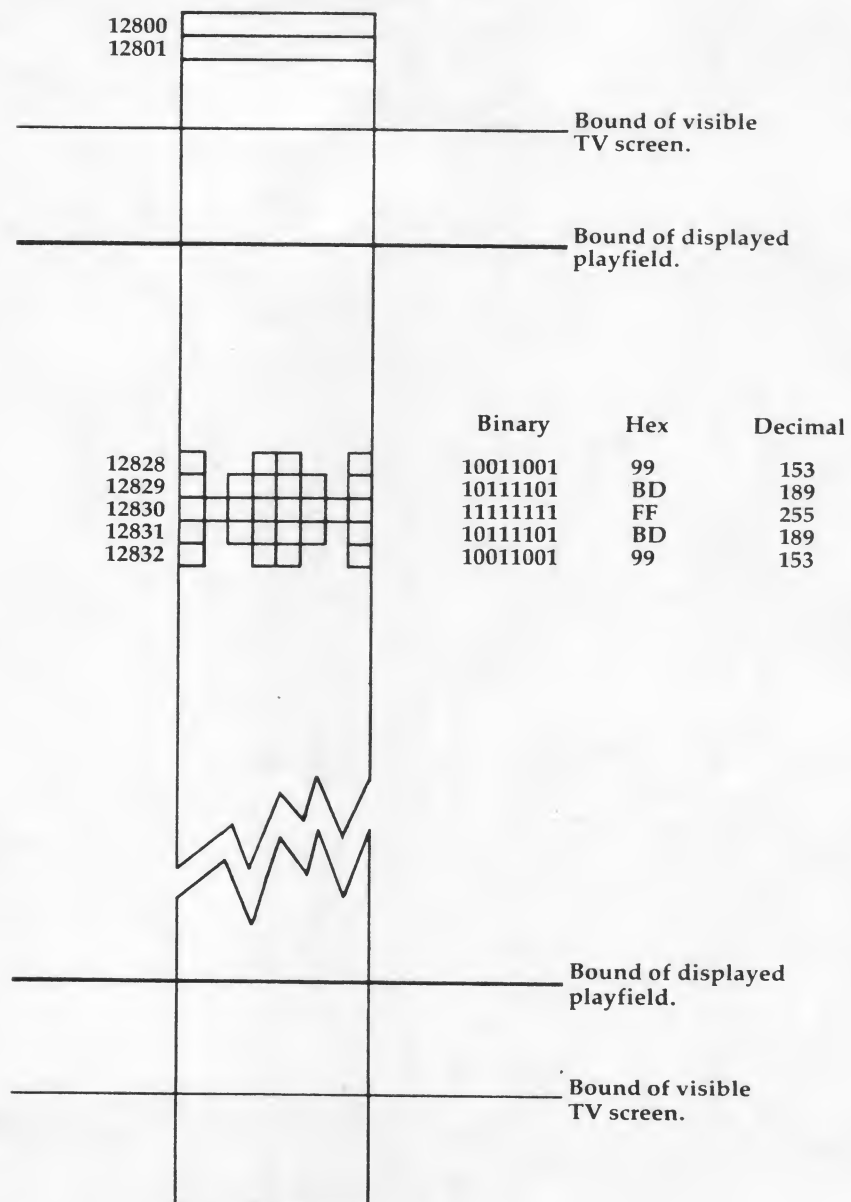 12800
12801
Bound of visible
TV screen.
Bound of displayed
playfield.
Binary Hex Decimal
12828 10011001 99 153
12829 10111101 BD 189
12830 11111111 FF 255
12831 10111101 BD 189
12832 10011001 99 153
Bound of displayed
playfield.
Bound of visible
TV screen.